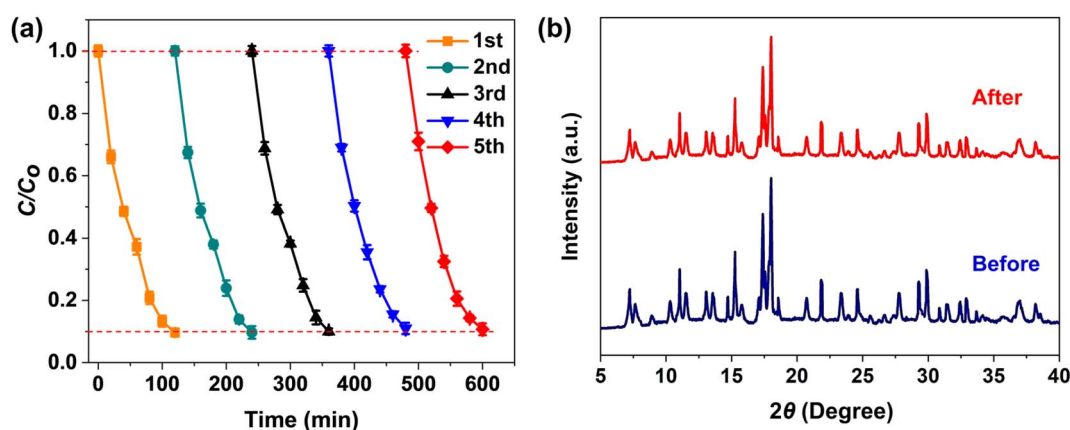 (a)
1st
2nd
3rd
4th
5th
C/Co
1.0
0.8
0.6
0.4
0.2
0.0
0 100 200 300 400 500 600
Time (min)
(b)
After
Before
Intensity (a.u.)
5 10 15 20 25 30 35 40
2θ (Degree)